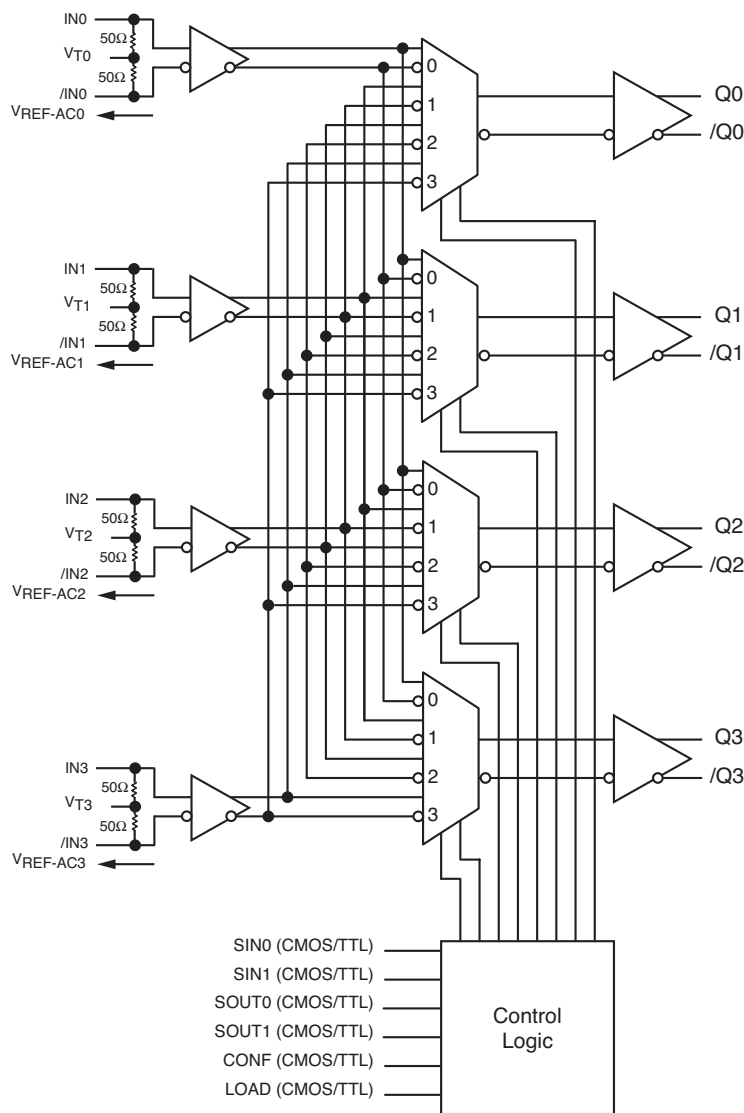 IN0
50Ω
VT0
50Ω
/IN0
VREF-AC0
0
1
2
3
Q0
/Q0
IN1
50Ω
VT1
50Ω
/IN1
VREF-AC1
0
1
2
3
Q1
/Q1
IN2
50Ω
VT2
50Ω
/IN2
VREF-AC2
0
1
2
3
Q2
/Q2
IN3
50Ω
VT3
50Ω
/IN3
VREF-AC3
0
1
2
3
Q3
/Q3
SIN0 (CMOS/TTL)
SIN1 (CMOS/TTL)
SOUT0 (CMOS/TTL)
SOUT1 (CMOS/TTL)
CONF (CMOS/TTL)
LOAD (CMOS/TTL)
Control
Logic